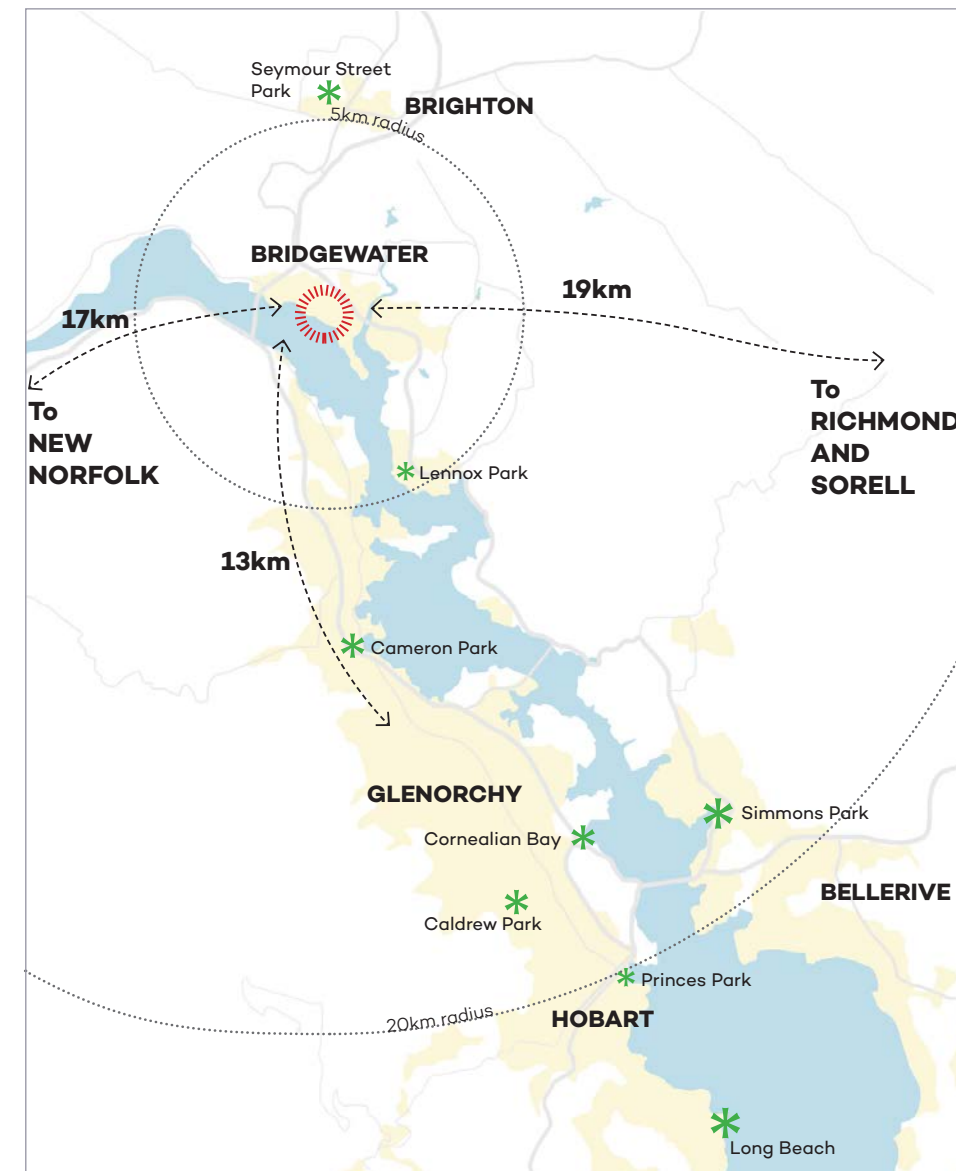 Seymour Street
Park
BRIGHTON
5km radius
BRIDGEWATER
19km
17km
To
NEW
NORFOLK
To
RICHMOND
AND
SORELL
Lennox Park
13km
Cameron Park
GLENORCHY
Simmons Park
Cornealian Bay
BELLERIVE
Caldrew Park
Princes Park
20km radius
HOBART
Long Beach